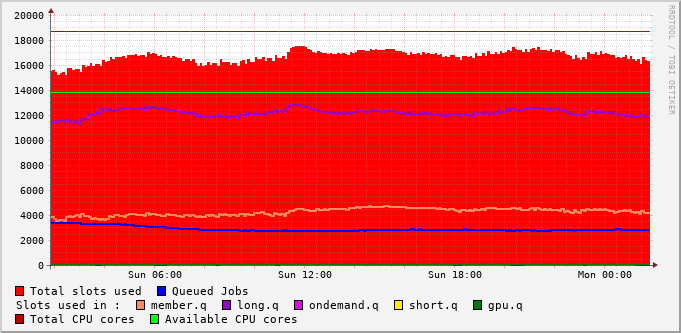 20000
18000
16000
14000
12000
10000
8000
6000
4000
2000
0
Sun 06:00 Sun 12:00 Sun 18:00 Mon 00:00
RRDTOOL / TOBI OETIKER
Total slots used Queued Jobs
Slots used in : member.q long.q ondemand.q short.q gpu.q
Total CPU cores Available CPU cores